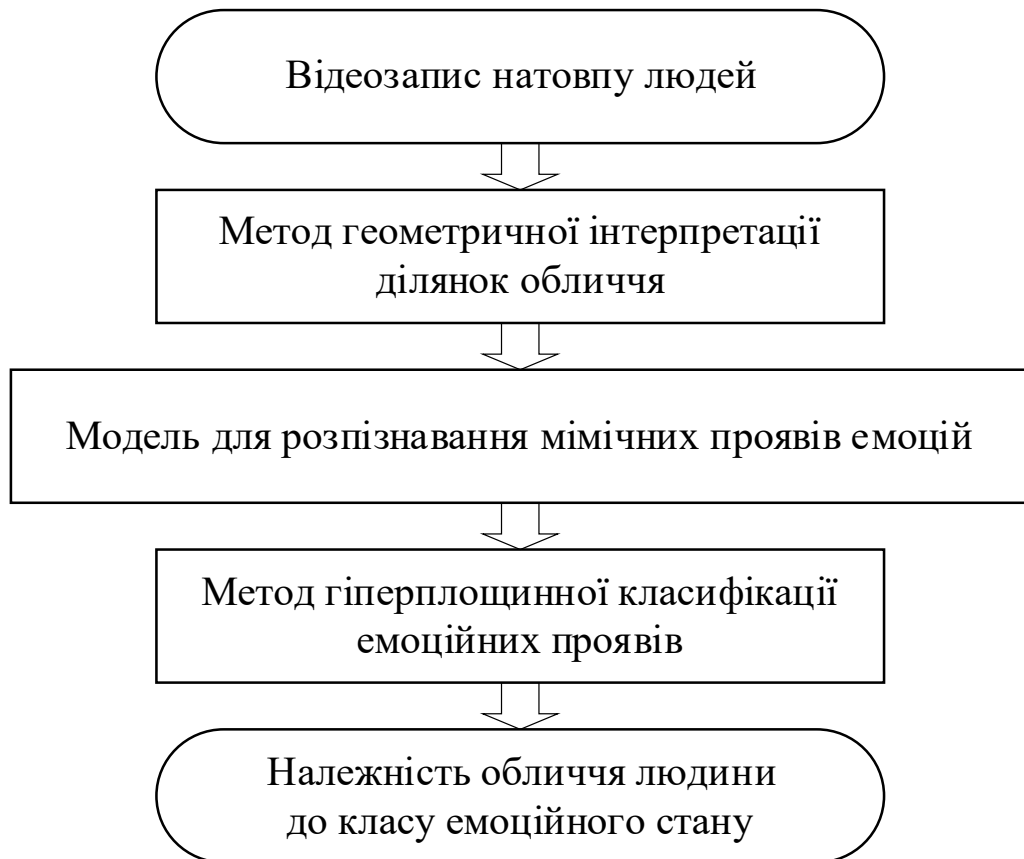 Відеозапис натовпу людей
Метод геометричної інтерпретації
ділянок обличчя
Модель для розпізнавання мімічних проявів емоцій
Метод гіперплощинної класифікації
емоційних проявів
Належність обличчя людини
до класу емоційного стану